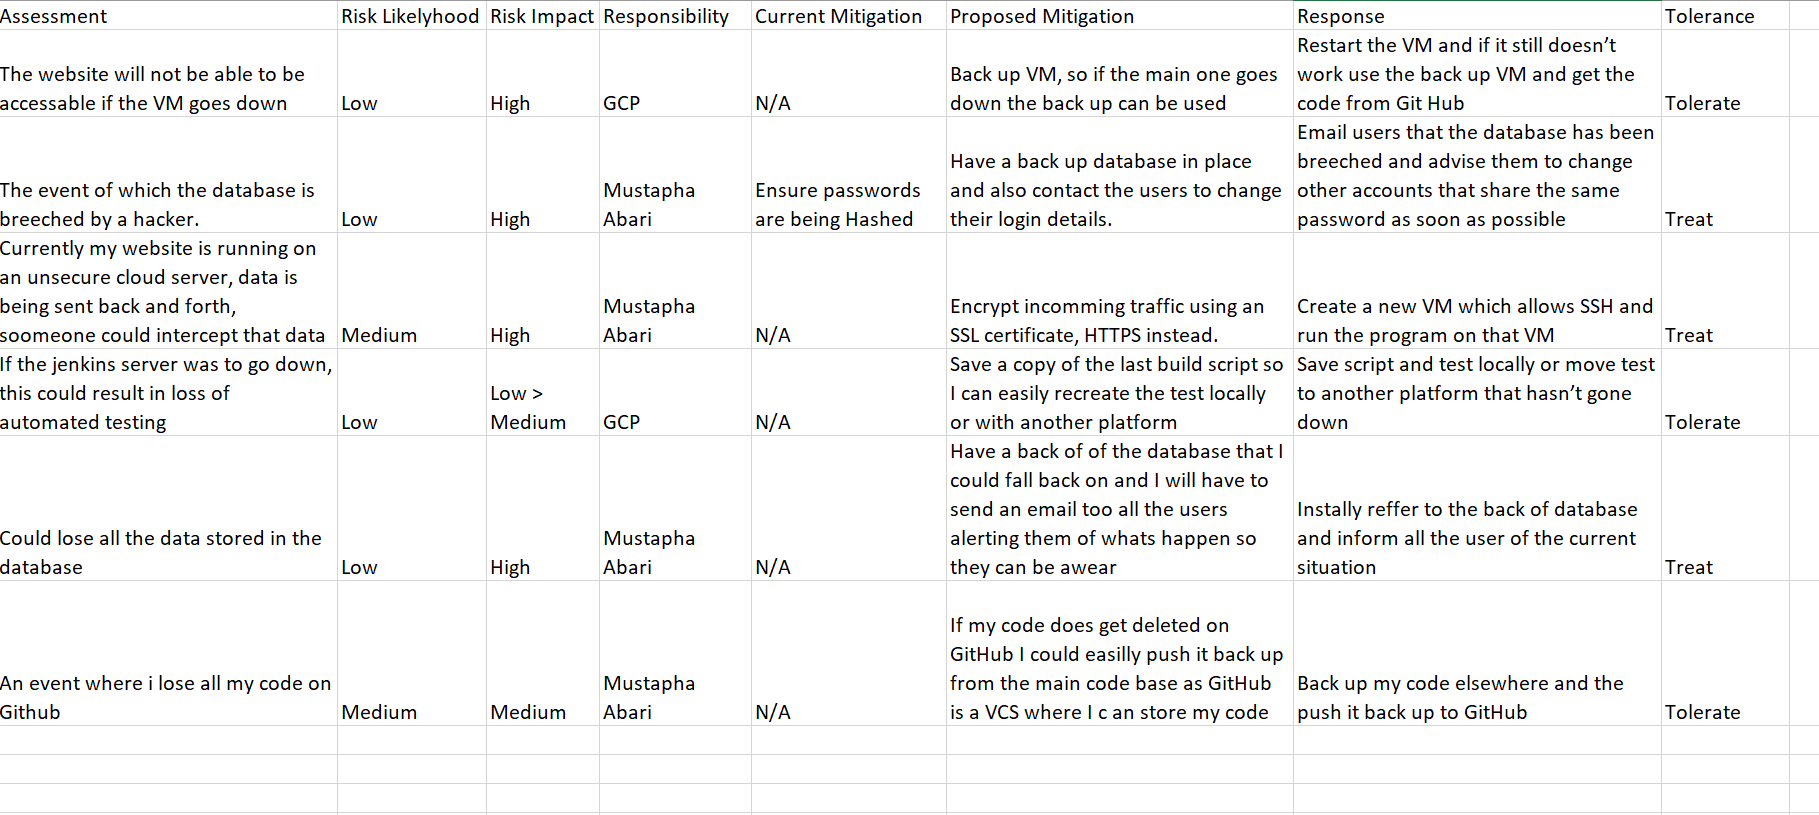 Assessment
Risk Likelyhood
Risk Impact
Responsibility
Current Mitigation
Proposed Mitigation
Response
Tolerance
The website will not be able to be
accessable if the VM goes down
Low
High
GCP
N/A
Back up VM, so if the main one goes
down the back up can be used
Restart the VM and if it still doesn’t
work use the back up VM and get the
code from Git Hub
Tolerate
The event of which the database is
breeched by a hacker.
Low
High
Mustapha
Abari
Ensure passwords
are being Hashed
Have a back up database in place
and also contact the users to change
their login details.
Email users that the database has been
breeched and advise them to change
other accounts that share the same
password as soon as possible
Treat
Currently my website is running on
an unsecure cloud server, data is
being sent back and forth,
soomeone could intercept that data
Medium
High
Mustapha
Abari
N/A
Encrypt incomming traffic using an
SSL certificate, HTTPS instead.
Create a new VM which allows SSH and
run the program on that VM
Treat
If the jenkins server was to go down,
this could result in loss of
automated testing
Low
Low >
Medium
GCP
N/A
Save a copy of the last build script so
I can easily recreate the test locally
or with another platform
Save script and test locally or move test
to another platform that hasn’t gone
down
Tolerate
Could lose all the data stored in the
database
Low
High
Mustapha
Abari
N/A
Have a back of of the database that I
could fall back on and I will have to
send an email too all the users
alerting them of whats happen so
they can be awear
Instally reffer to the back of database
and inform all the user of the current
situation
Treat
An event where i lose all my code on
Github
Medium
Medium
Mustapha
Abari
N/A
If my code does get deleted on
GitHub I could easilly push it back up
from the main code base as GitHub
is a VCS where I c an store my code
Back up my code elsewhere and the
push it back up to GitHub
Tolerate